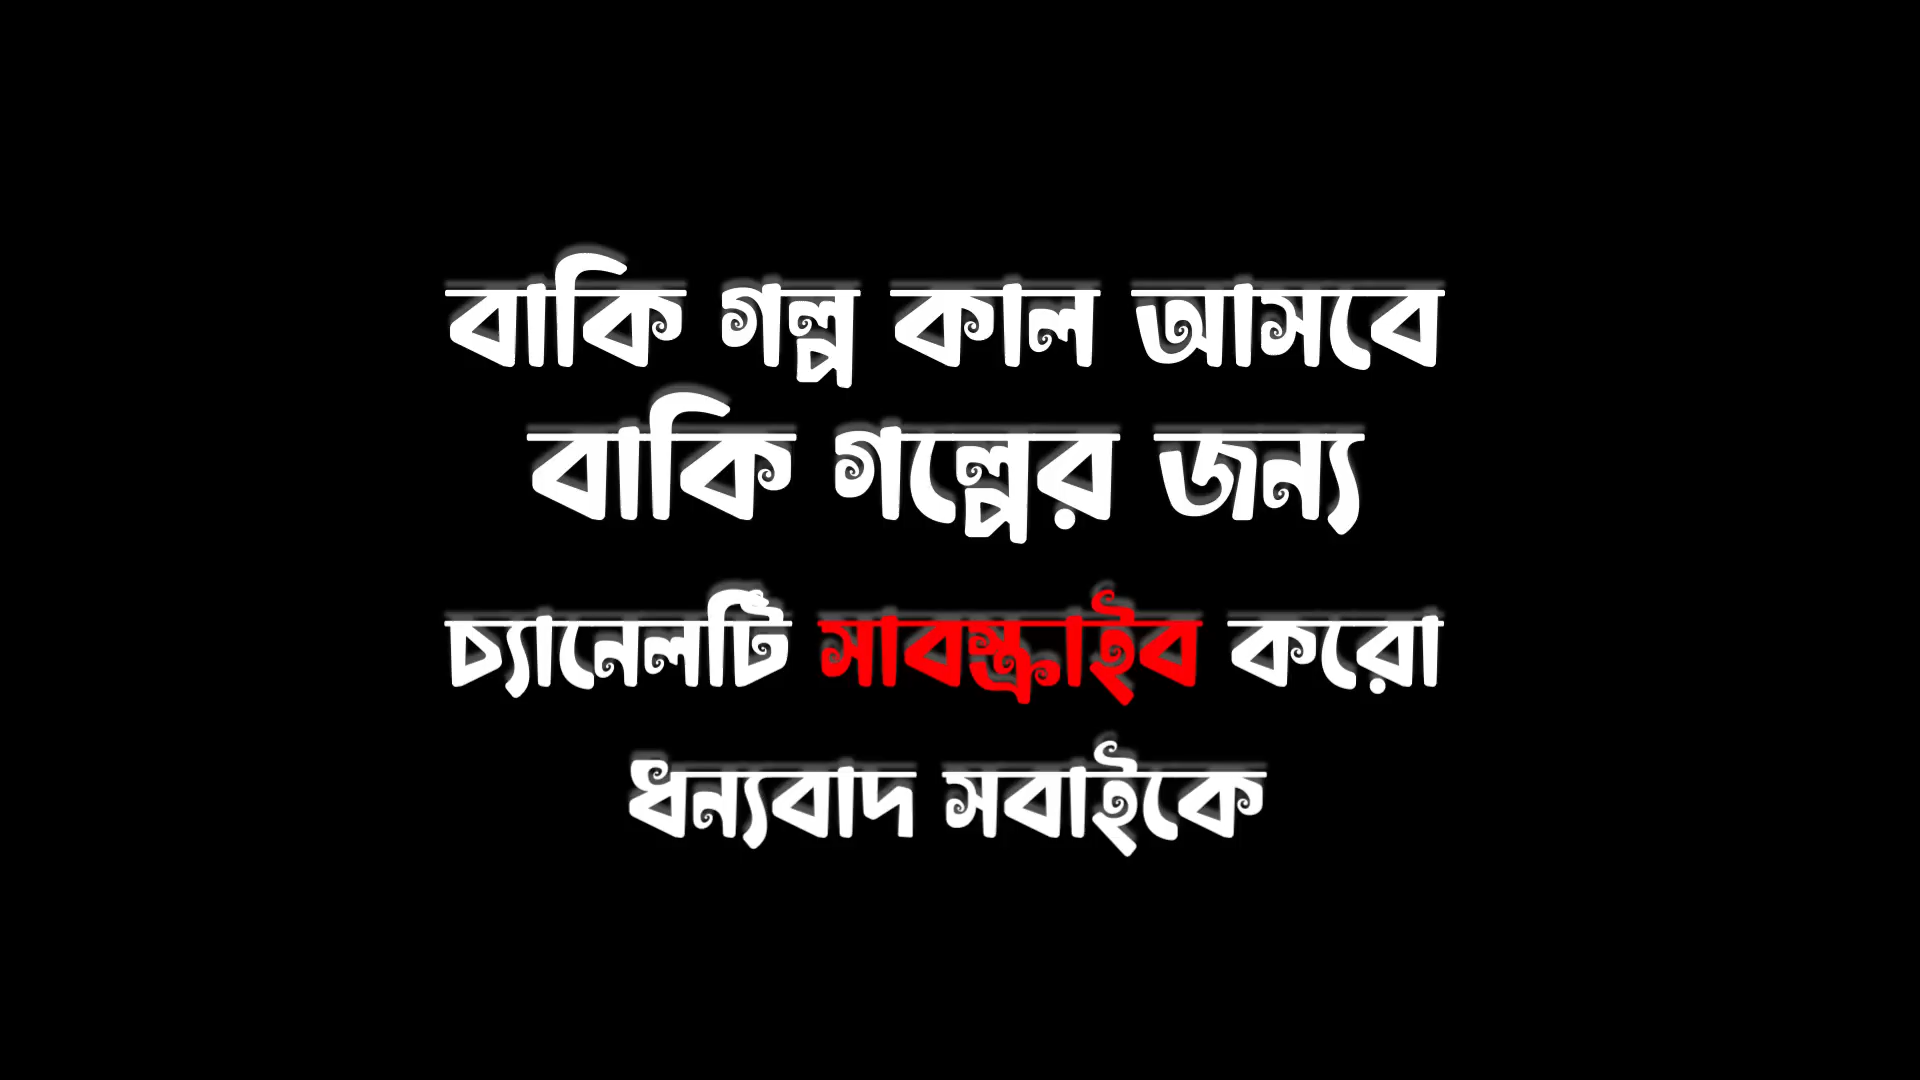 বাকি গল্প কাল আসবে
বাকি গল্পের জন্য
চ্যানেলটি সাবস্ক্রাইব করো
ধন্যবাদ সবাইকে